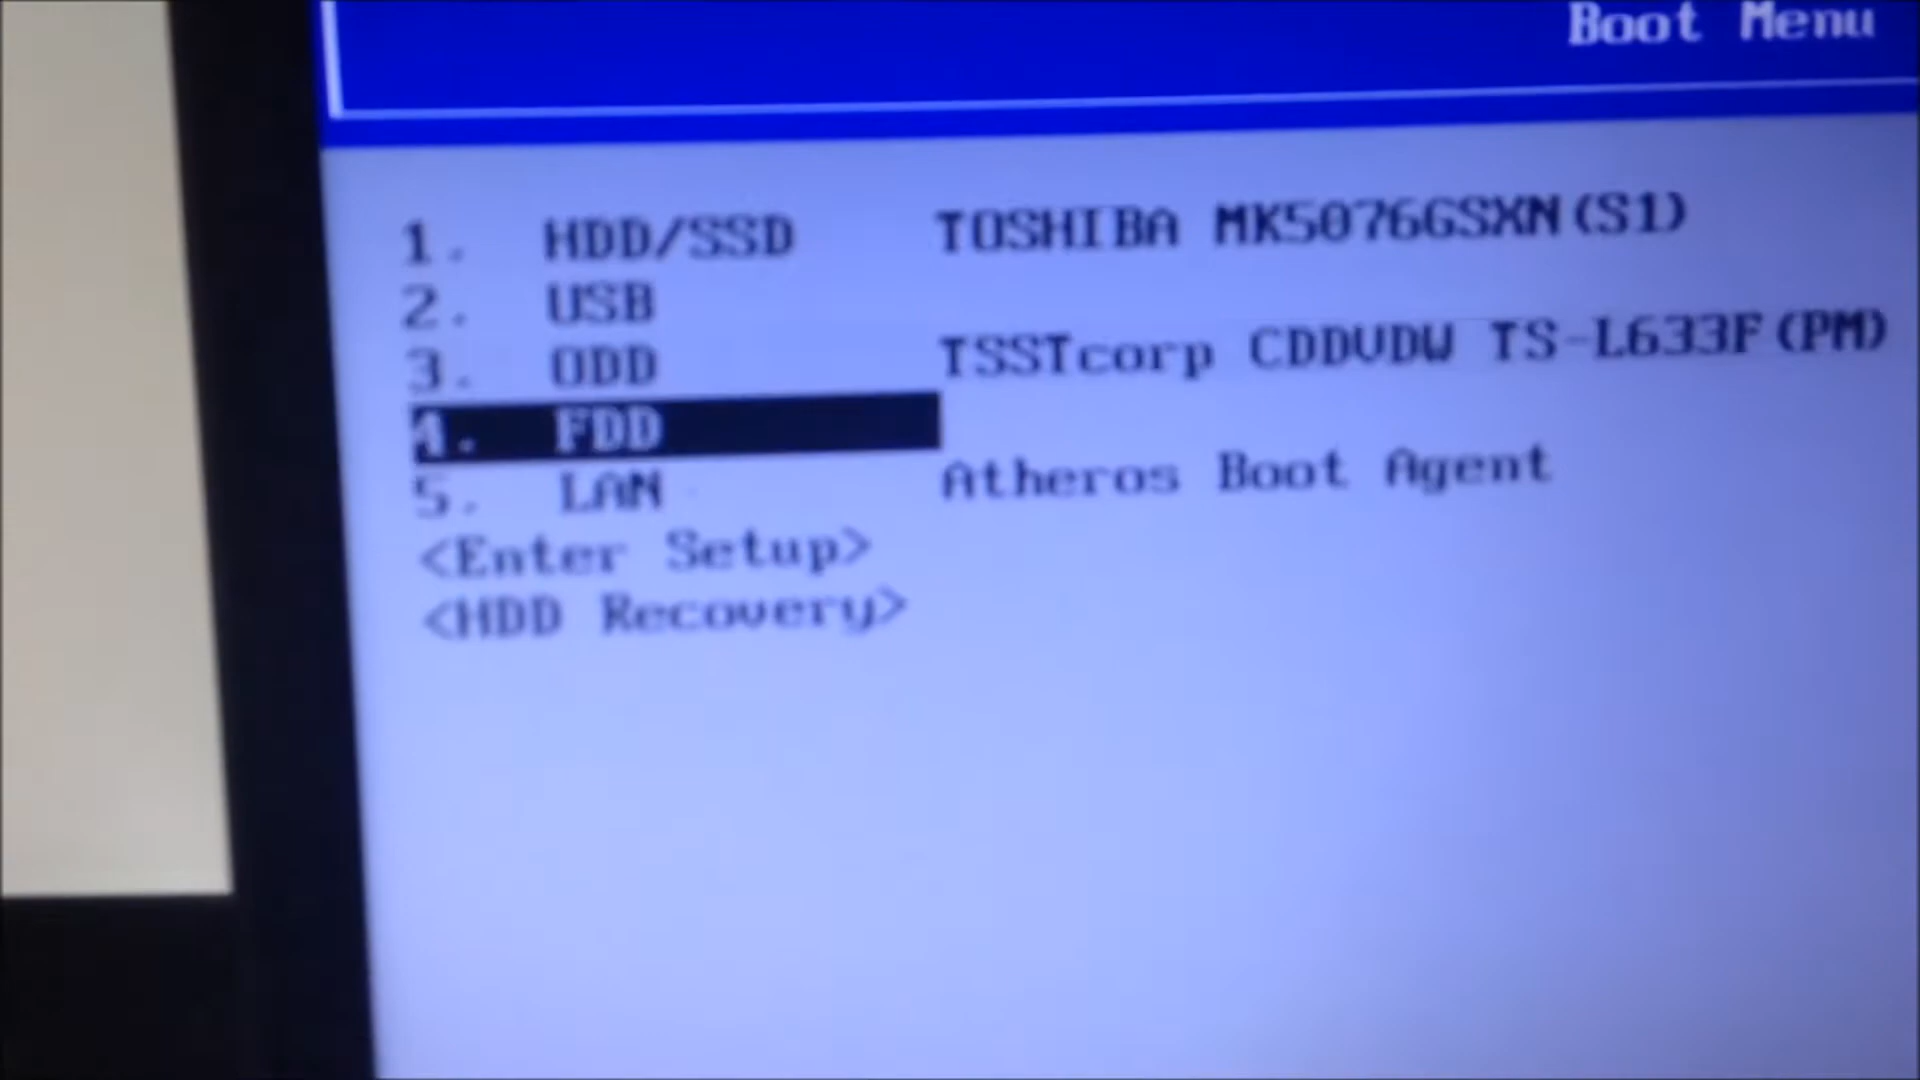 Boot Menu
1. HDD/SSD TOSHIBA MK5076GSXN(S1)
2. USB
3. ODD TSSTcorp CDDVDW TS-L633F(PM)
4. FDD
5. LAN Atheros Boot Agent
<Enter Setup>
<HDD Recovery>